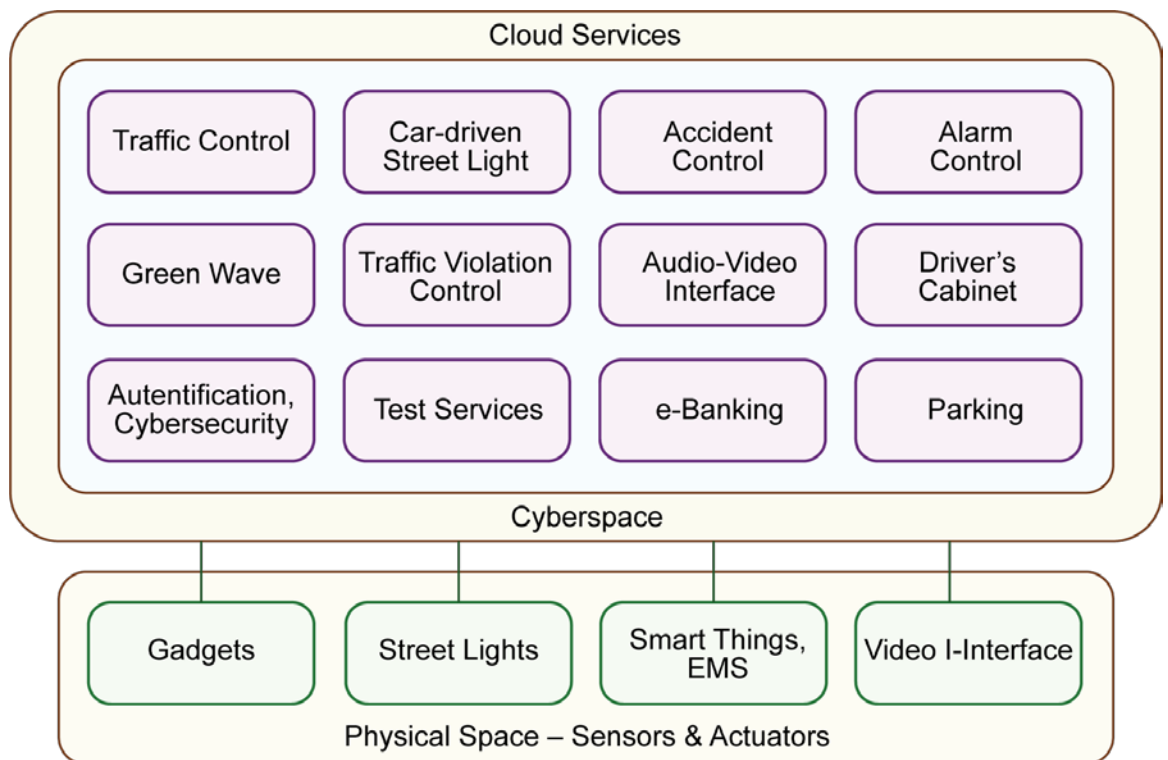 Cloud Services
Traffic Control
Car-driven
Street Light
Accident
Control
Alarm
Control
Green Wave
Traffic Violation
Control
Audio-Video
Interface
Driver’s
Cabinet
Autentification,
Cybersecurity
Test Services
e-Banking
Parking
Cyberspace
Gadgets
Street Lights
Smart Things,
EMS
Video I-Interface
Physical Space – Sensors & Actuators